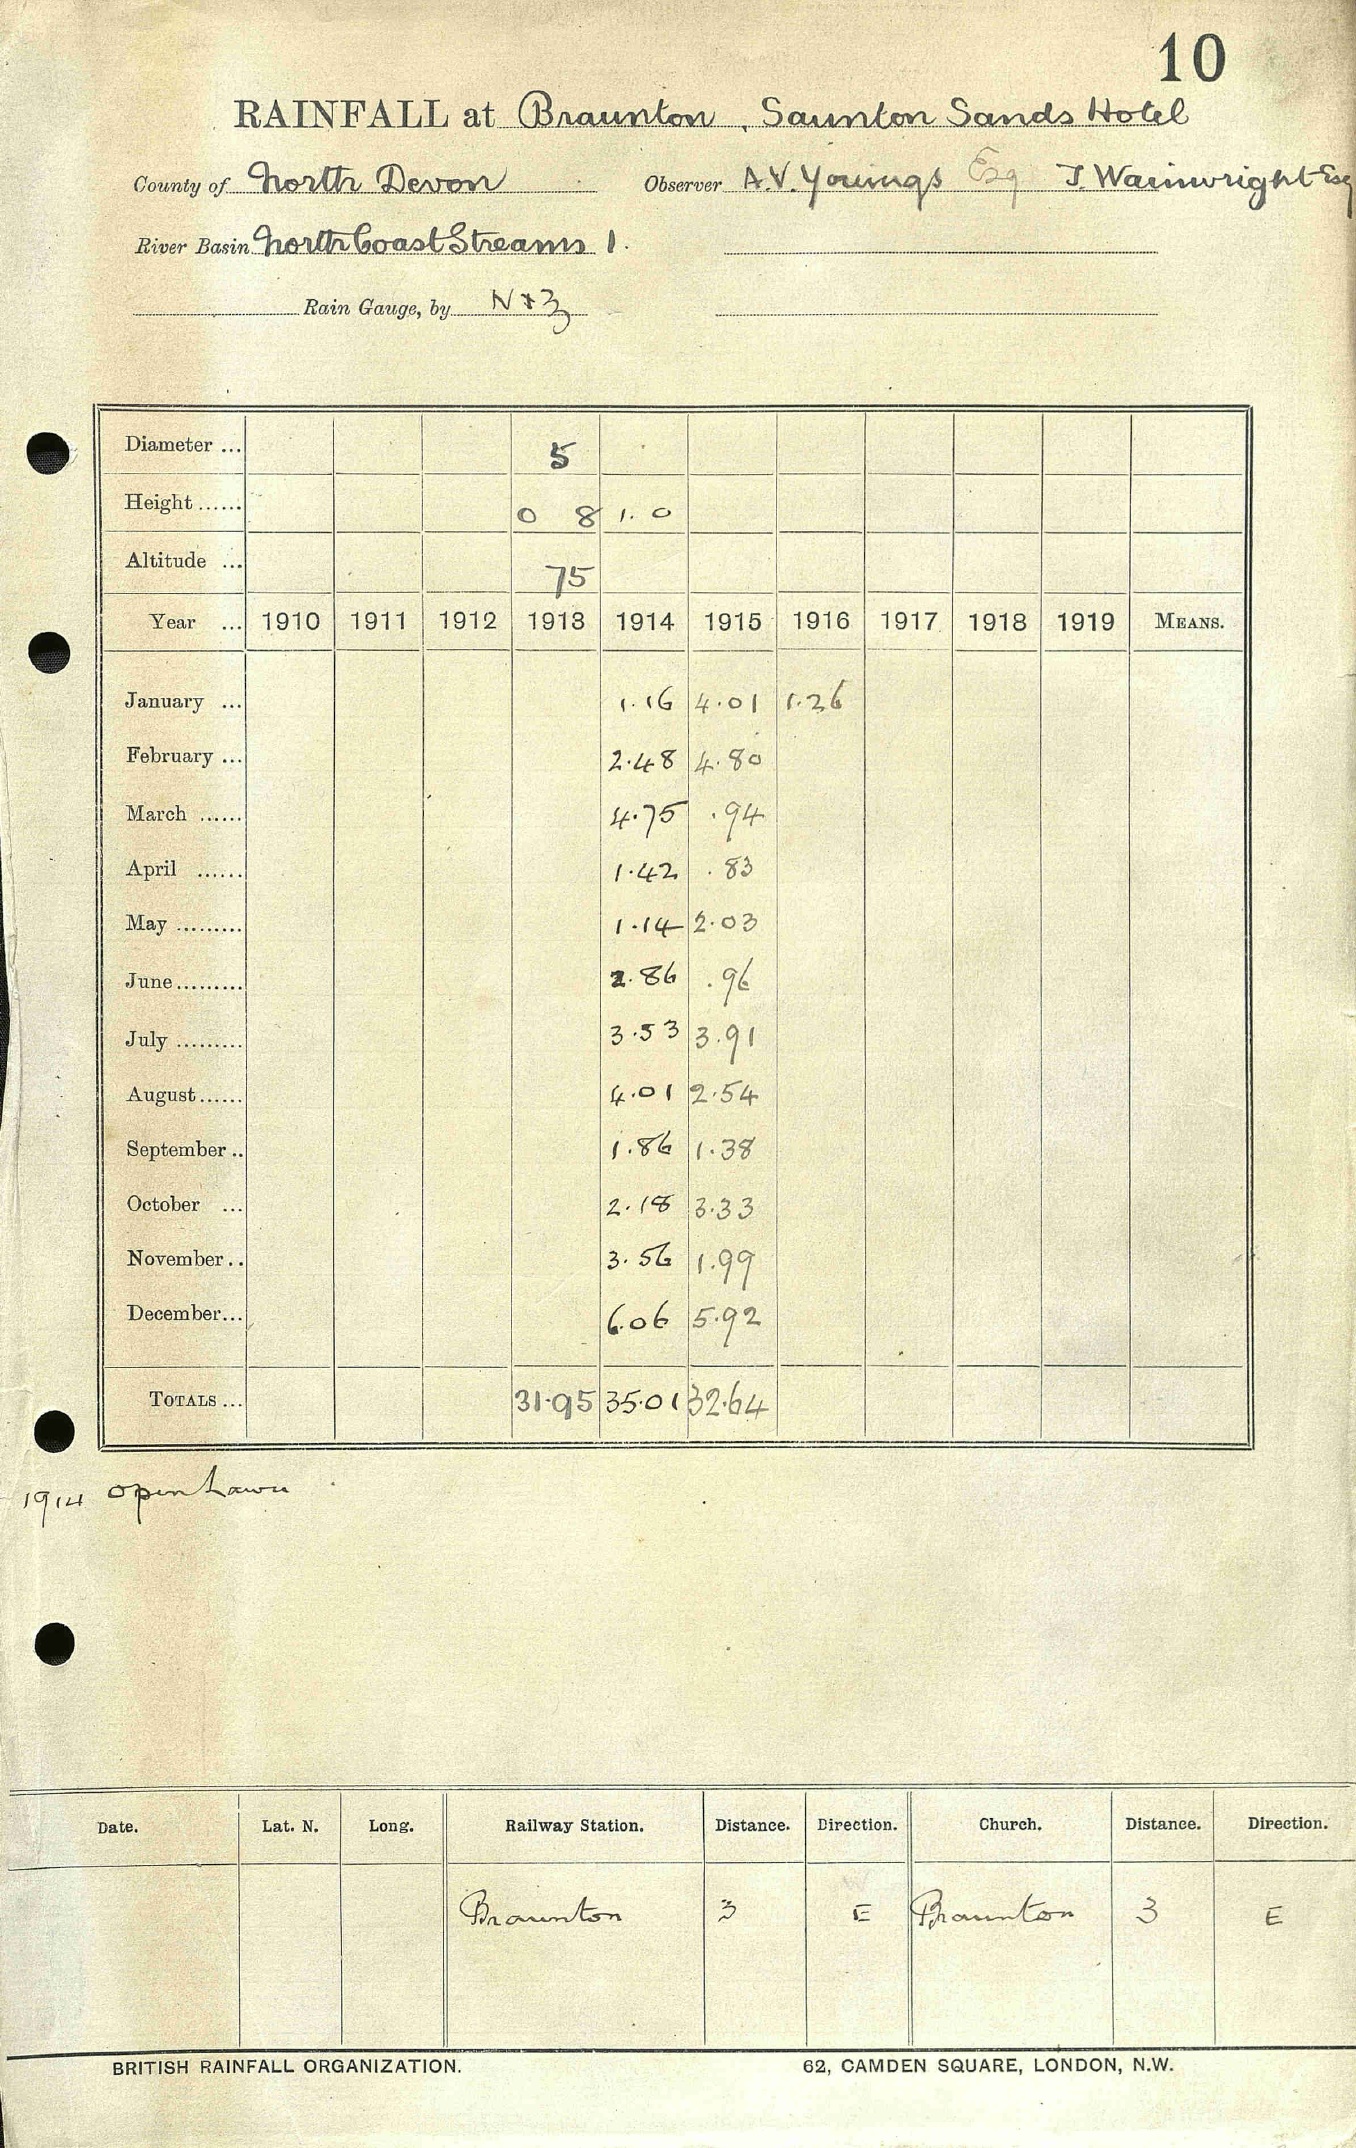 10
RAINFALL at Braunton, Saunton Sands Hotel
County of North Devon Observer A.V. Youings Esq J. Wainwright Esq
River Basin North Coast Streams 1.
Rain Gauge, by N & Z
Diameter ... 5
Height ...... 0 8 1.0
Altitude ... 75
Year ... 1910 1911 1912 1913 1914 1915 1916 1917 1918 1919 MEANS.
January ... 1.16 4.01 1.26
February ... 2.48 4.80
March ...... 4.75 .94
April ...... 1.42 .83
May ......... 1.14 2.03
June ......... 2.86 .96
July ......... 3.53 3.91
August ...... 4.01 2.54
September .. 1.86 1.38
October ... 2.18 3.33
November .. 3.56 1.99
December ... 6.06 5.92
TOTALS ... 31.95 35.01 32.64
1914 open Lawn
Date. Lat. N. Long. Railway Station. Distance. Direction. Church. Distance. Direction.
Braunton 3 E Braunton 3 E
BRITISH RAINFALL ORGANIZATION. 62, CAMDEN SQUARE, LONDON, N.W.